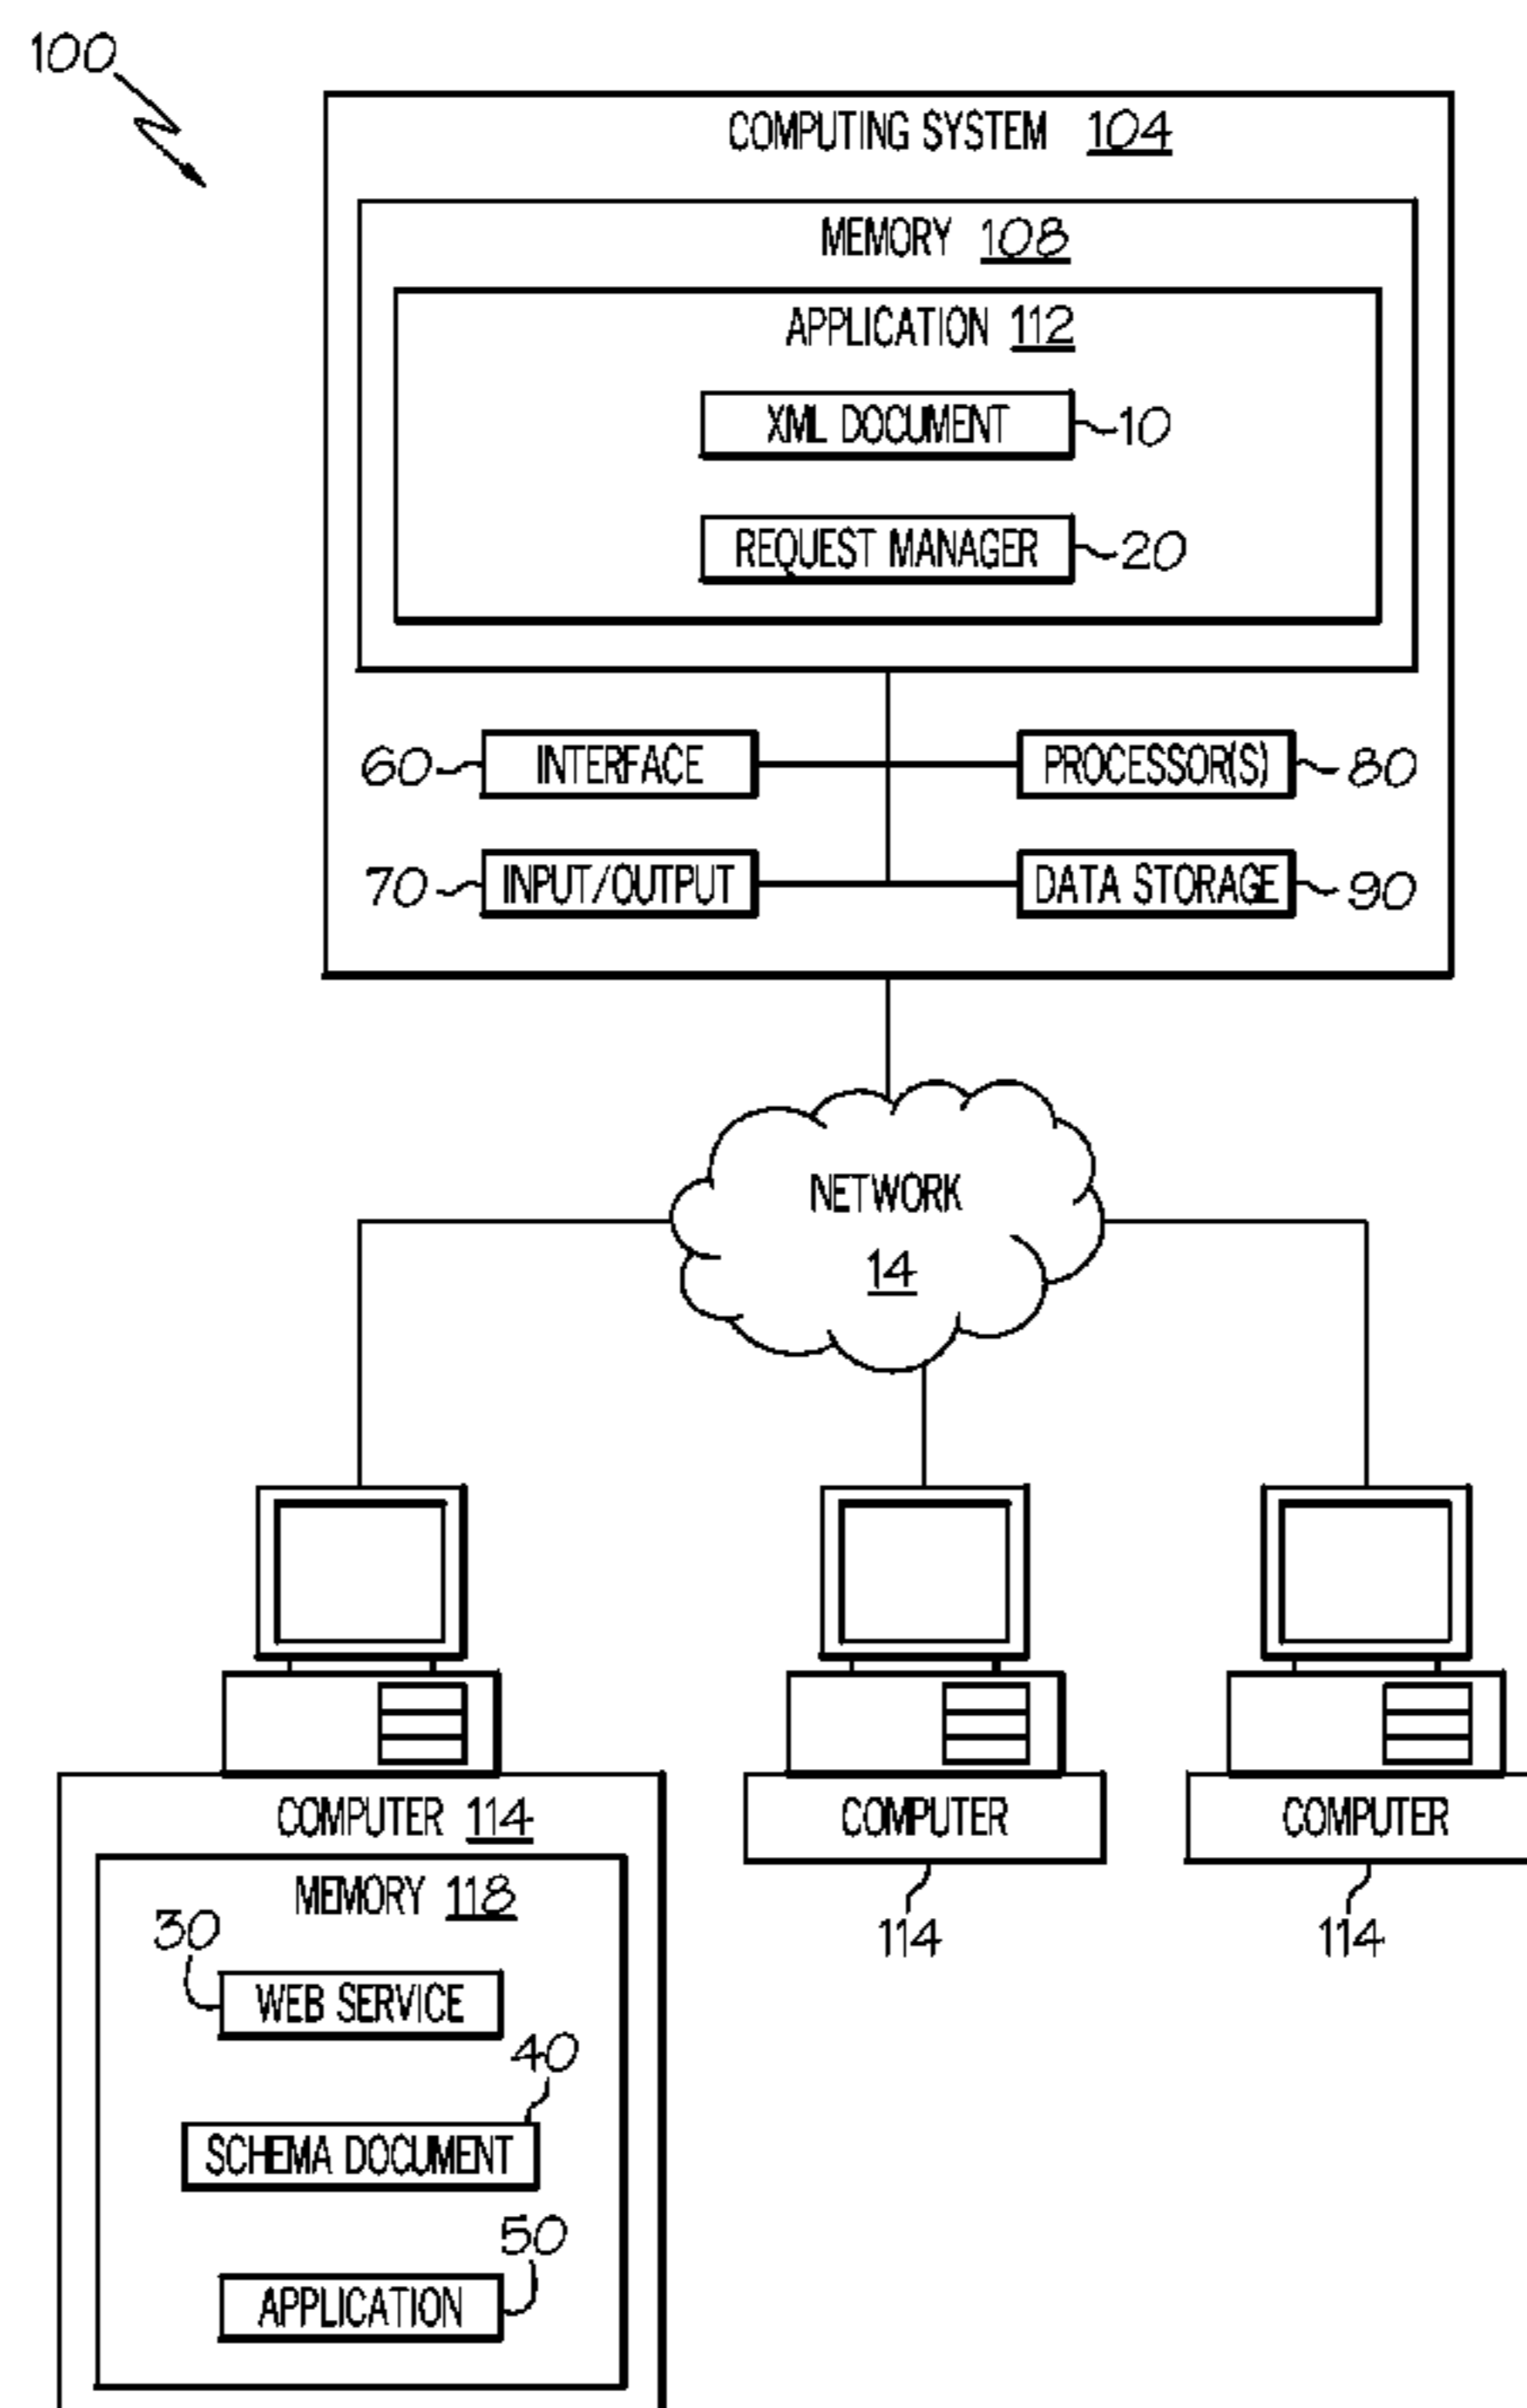 100
COMPUTING SYSTEM 104
MEMORY 108
APPLICATION 112
XML DOCUMENT 10
REQUEST MANAGER 20
60 INTERFACE PROCESSOR(S) 80
70 INPUT/OUTPUT DATA STORAGE 90
NETWORK
14
COMPUTER 114
COMPUTER
COMPUTER
MEMORY 118
114
114
30
WEB SERVICE
40
SCHEMA DOCUMENT
50
APPLICATION